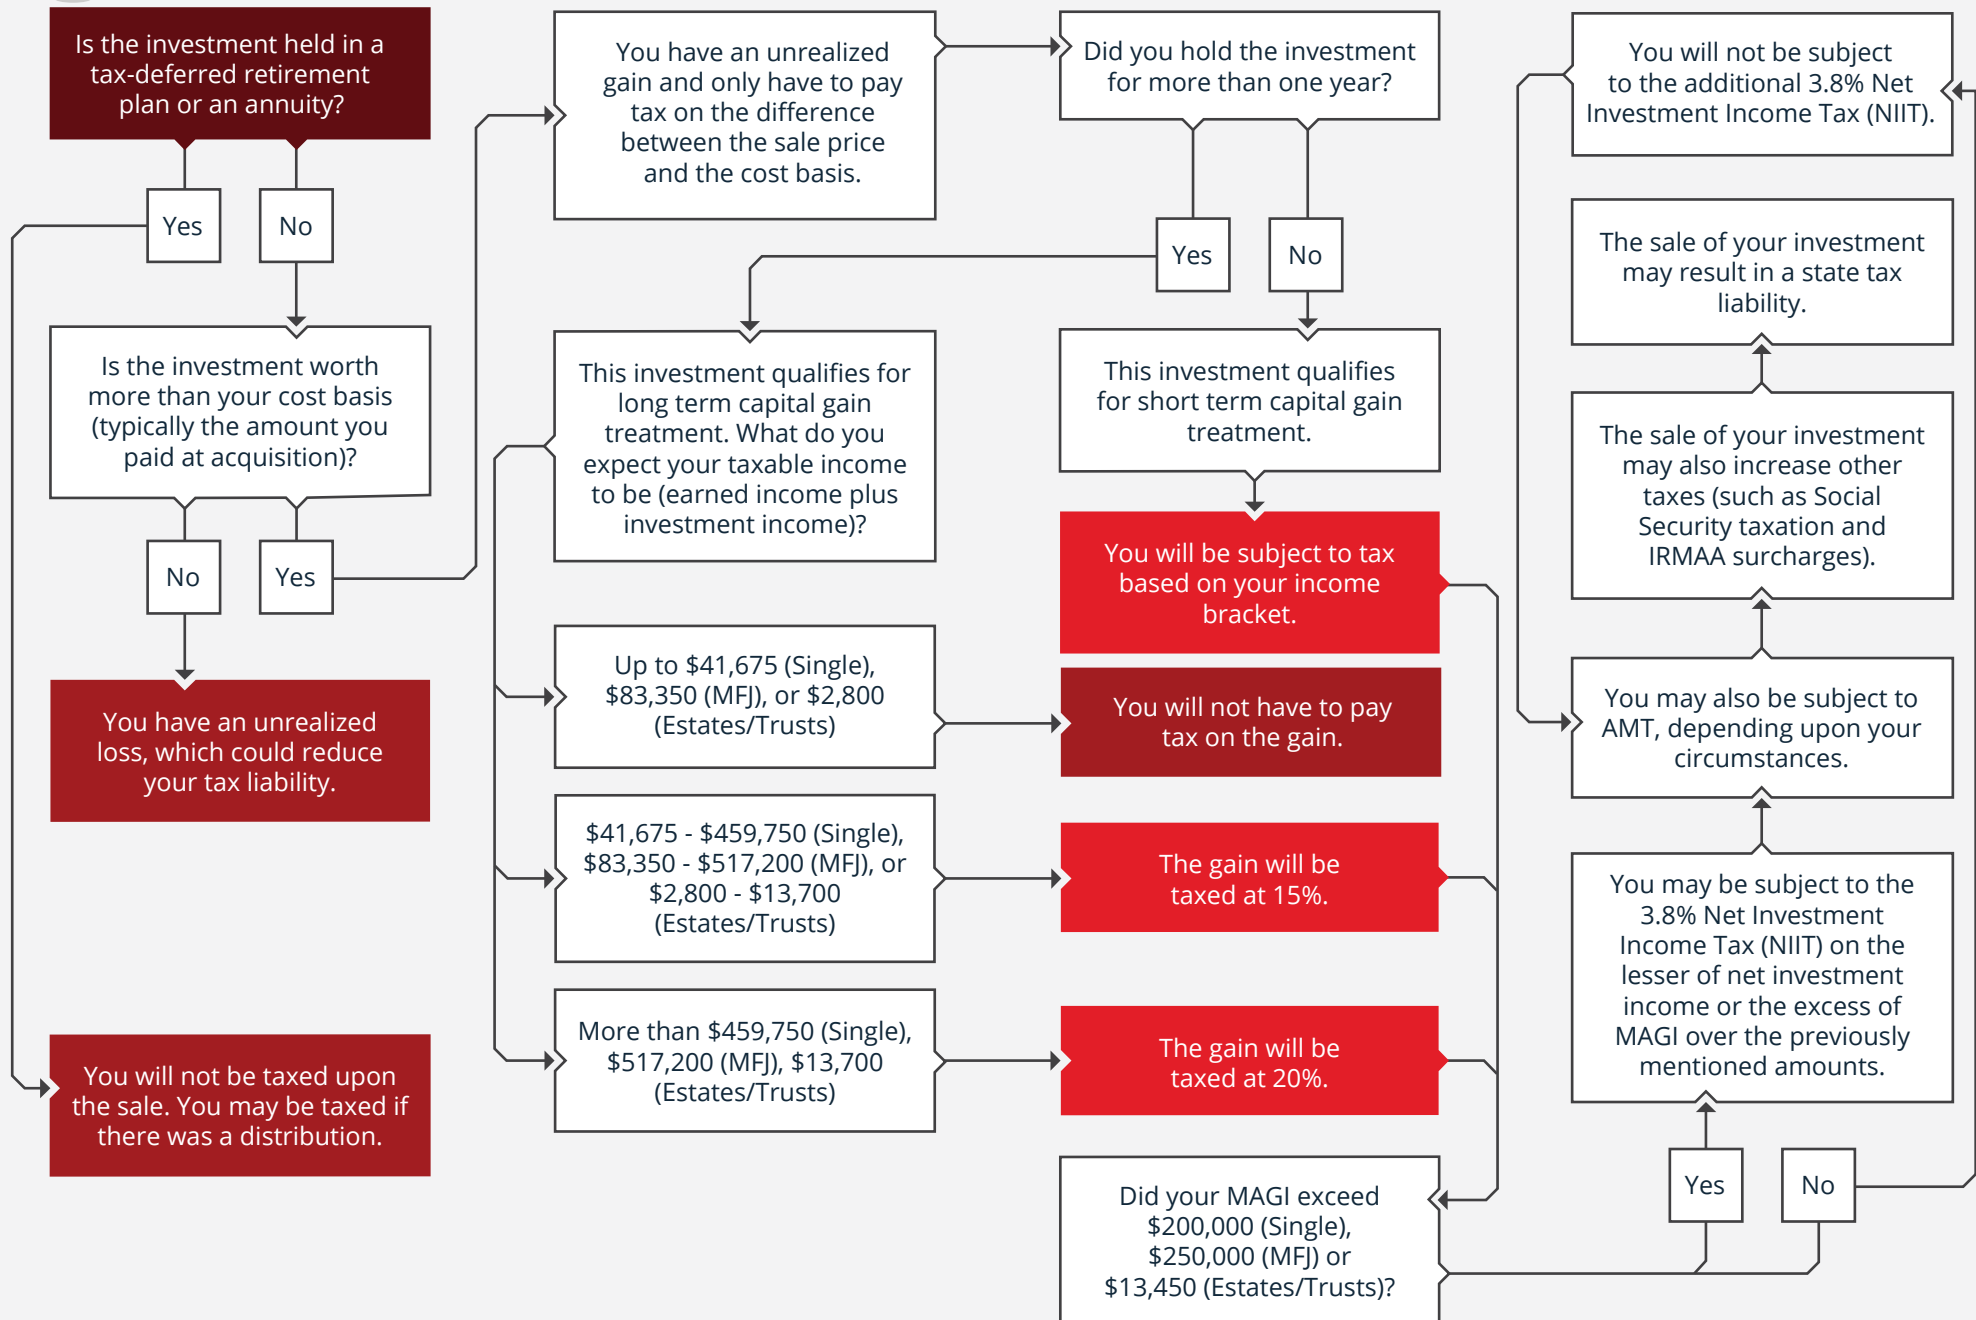 Is the investment held in a
tax-deferred retirement
plan or an annuity?
Yes
No
Is the investment worth
more than your cost basis
(typically the amount you
paid at acquisition)?
No
Yes
You have an unrealized
loss, which could reduce
your tax liability.
You will not be taxed upon
the sale. You may be taxed if
there was a distribution.
You have an unrealized
gain and only have to pay
tax on the difference
between the sale price
and the cost basis.
Did you hold the investment
for more than one year?
Yes
No
This investment qualifies for
long term capital gain
treatment. What do you
expect your taxable income
to be (earned income plus
investment income)?
This investment qualifies
for short term capital gain
treatment.
You will be subject to tax
based on your income
bracket.
Up to $41,675 (Single),
$83,350 (MFJ), or $2,800
(Estates/Trusts)
You will not have to pay
tax on the gain.
$41,675 - $459,750 (Single),
$83,350 - $517,200 (MFJ), or
$2,800 - $13,700
(Estates/Trusts)
The gain will be
taxed at 15%.
More than $459,750 (Single),
$517,200 (MFJ), $13,700
(Estates/Trusts)
The gain will be
taxed at 20%.
Did your MAGI exceed
$200,000 (Single),
$250,000 (MFJ) or
$13,450 (Estates/Trusts)?
Yes
No
You will not be subject
to the additional 3.8% Net
Investment Income Tax (NIIT).
The sale of your investment
may result in a state tax
liability.
The sale of your investment
may also increase other
taxes (such as Social
Security taxation and
IRMAA surcharges).
You may also be subject to
AMT, depending upon your
circumstances.
You may be subject to the
3.8% Net Investment
Income Tax (NIIT) on the
lesser of net investment
income or the excess of
MAGI over the previously
mentioned amounts.